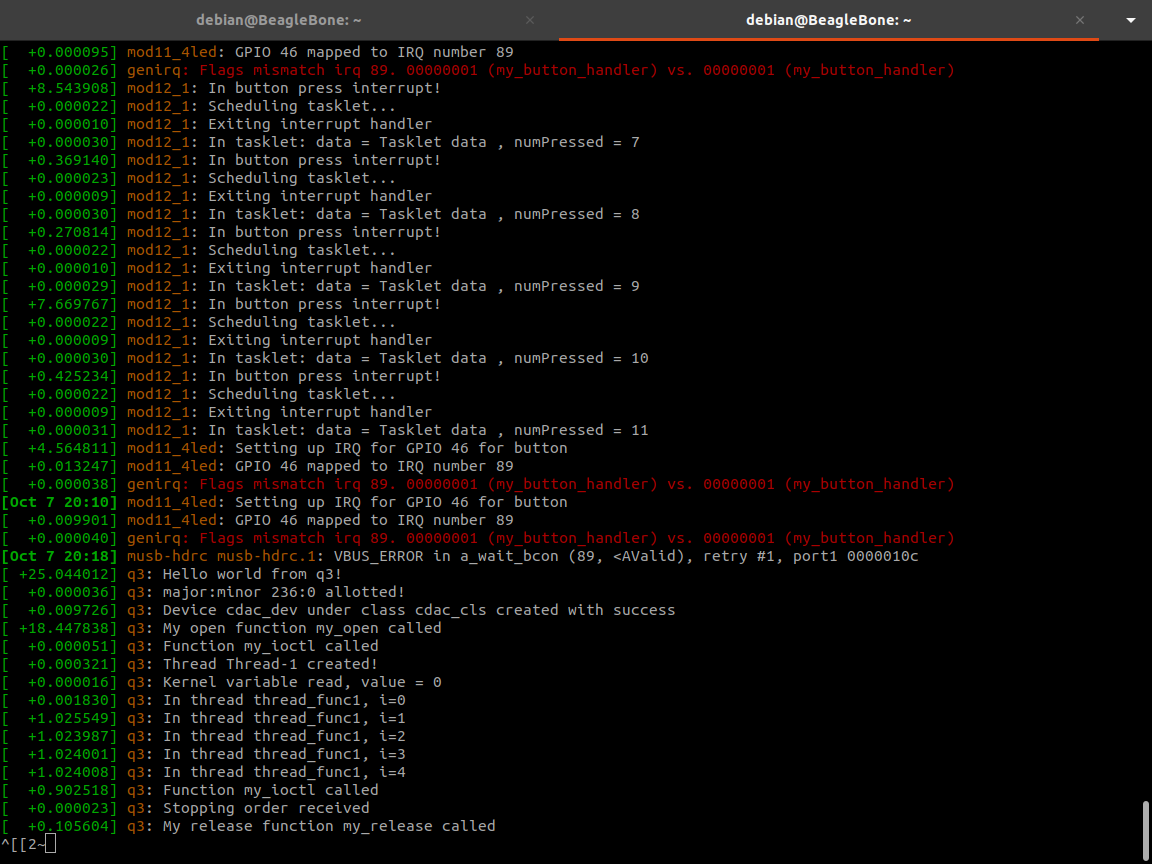 debian@BeagleBone: ~ × debian@BeagleBone: ~ ×
[  +0.000095] mod11_4led: GPIO 46 mapped to IRQ number 89
[  +0.000026] genirq: Flags mismatch irq 89. 00000001 (my_button_handler) vs. 00000001 (my_button_handler)
[  +8.543908] mod12_1: In button press interrupt!
[  +0.000022] mod12_1: Scheduling tasklet...
[  +0.000010] mod12_1: Exiting interrupt handler
[  +0.000030] mod12_1: In tasklet: data = Tasklet data , numPressed = 7
[  +0.369140] mod12_1: In button press interrupt!
[  +0.000023] mod12_1: Scheduling tasklet...
[  +0.000009] mod12_1: Exiting interrupt handler
[  +0.000030] mod12_1: In tasklet: data = Tasklet data , numPressed = 8
[  +0.270814] mod12_1: In button press interrupt!
[  +0.000022] mod12_1: Scheduling tasklet...
[  +0.000010] mod12_1: Exiting interrupt handler
[  +0.000029] mod12_1: In tasklet: data = Tasklet data , numPressed = 9
[  +7.669767] mod12_1: In button press interrupt!
[  +0.000022] mod12_1: Scheduling tasklet...
[  +0.000009] mod12_1: Exiting interrupt handler
[  +0.000030] mod12_1: In tasklet: data = Tasklet data , numPressed = 10
[  +0.425234] mod12_1: In button press interrupt!
[  +0.000022] mod12_1: Scheduling tasklet...
[  +0.000009] mod12_1: Exiting interrupt handler
[  +0.000031] mod12_1: In tasklet: data = Tasklet data , numPressed = 11
[  +4.564811] mod11_4led: Setting up IRQ for GPIO 46 for button
[  +0.013247] mod11_4led: GPIO 46 mapped to IRQ number 89
[  +0.000038] genirq: Flags mismatch irq 89. 00000001 (my_button_handler) vs. 00000001 (my_button_handler)
[Oct 7 20:10] mod11_4led: Setting up IRQ for GPIO 46 for button
[  +0.009901] mod11_4led: GPIO 46 mapped to IRQ number 89
[  +0.000040] genirq: Flags mismatch irq 89. 00000001 (my_button_handler) vs. 00000001 (my_button_handler)
[Oct 7 20:18] musb-hdrc musb-hdrc.1: VBUS_ERROR in a_wait_bcon (89, <AValid), retry #1, port1 0000010c
[ +25.044012] q3: Hello world from q3!
[  +0.000036] q3: major:minor 236:0 allotted!
[  +0.009726] q3: Device cdac_dev under class cdac_cls created with success
[ +18.447838] q3: My open function my_open called
[  +0.000051] q3: Function my_ioctl called
[  +0.000321] q3: Thread Thread-1 created!
[  +0.000016] q3: Kernel variable read, value = 0
[  +0.001830] q3: In thread thread_func1, i=0
[  +1.025549] q3: In thread thread_func1, i=1
[  +1.023987] q3: In thread thread_func1, i=2
[  +1.024001] q3: In thread thread_func1, i=3
[  +1.024008] q3: In thread thread_func1, i=4
[  +0.902518] q3: Function my_ioctl called
[  +0.000023] q3: Stopping order received
[  +0.105604] q3: My release function my_release called
^[[2~